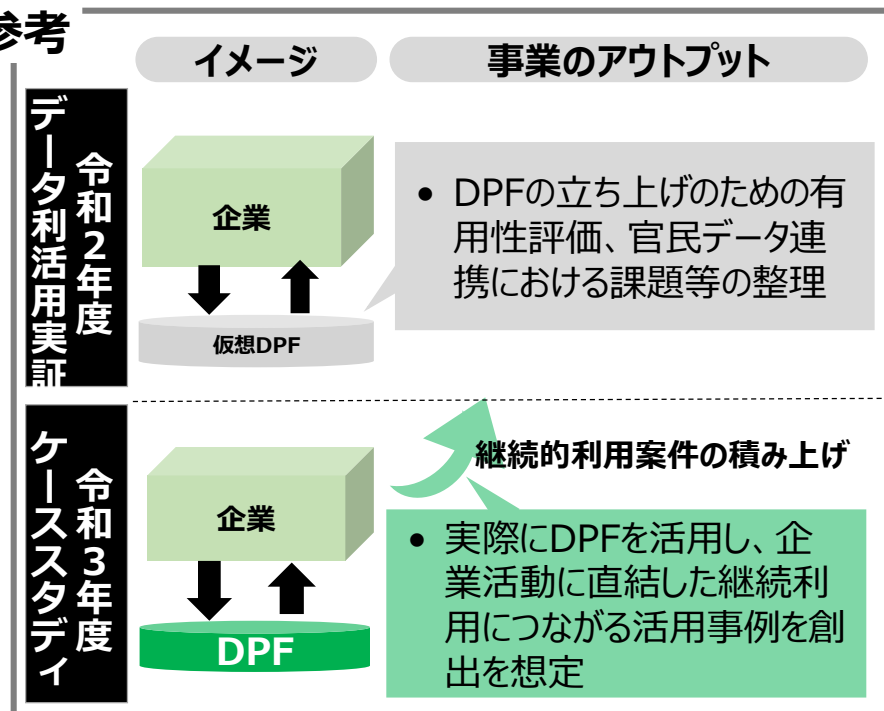 参考
イメージ
事業のアウトプット
令和2年度
データ利活用実証
企業
仮想DPF
• DPFの立ち上げのための有
用性評価、官民データ連
携における課題等の整理
令和3年度
ケーススタディ
企業
DPF
継続的利用案件の積み上げ
• 実際にDPFを活用し、企
業活動に直結した継続利
用につながる活用事例を創
出を想定